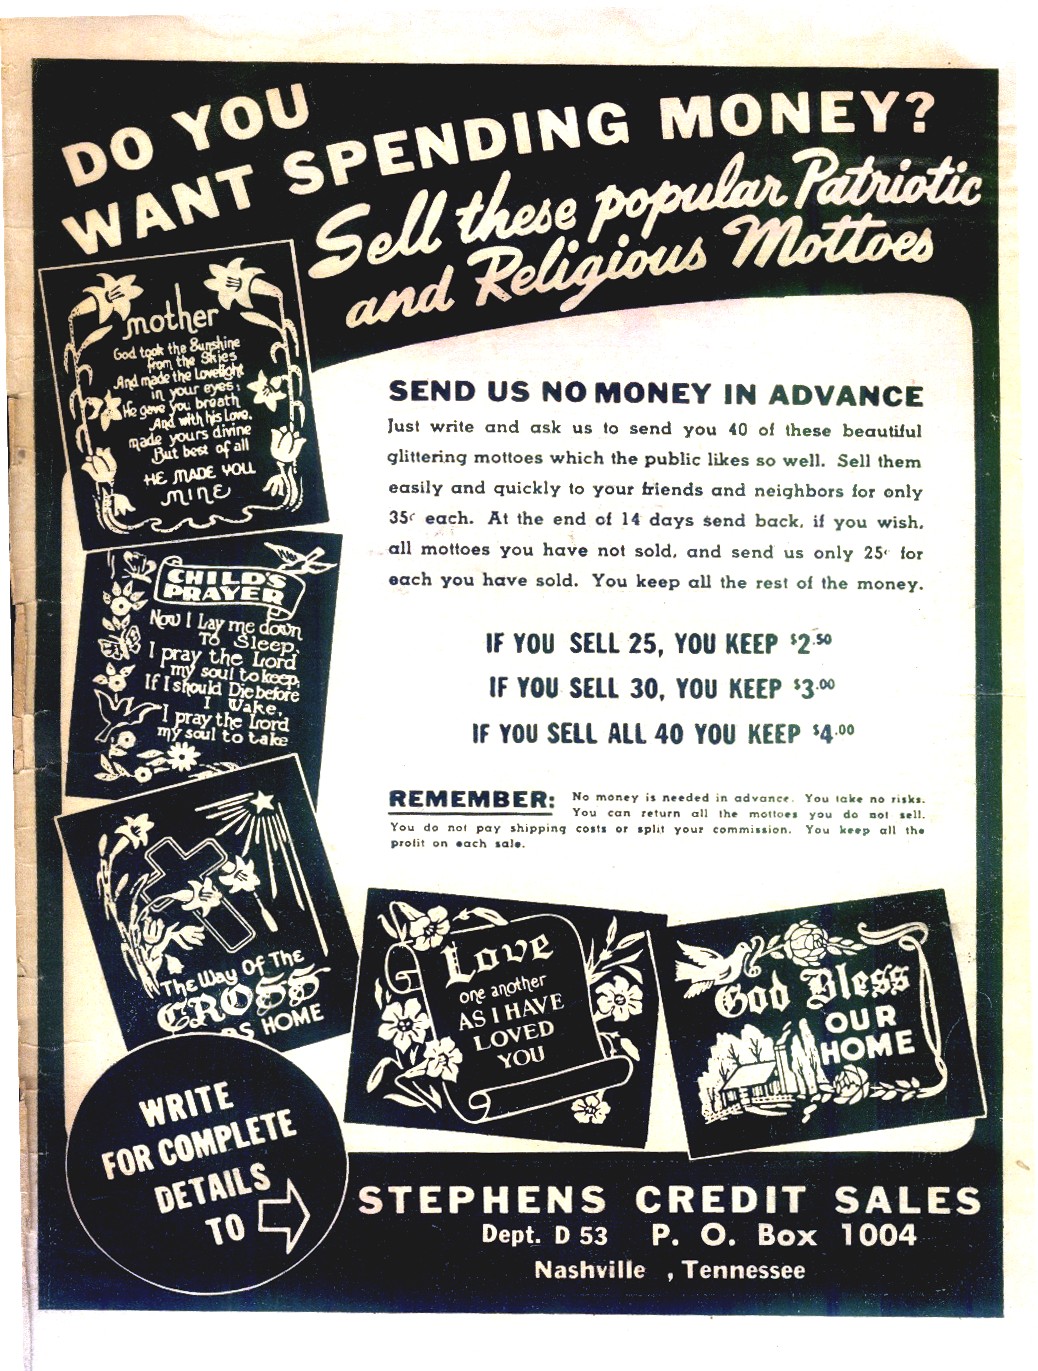 DO YOU
WANT SPENDING MONEY?
Sell these popular Patriotic
and Religious Mottoes
mother
God took the Sunshine
from the Skies
And made the Lovelight
in your eyes;
He gave you breath
And with his Love.
made yours divine
But best of all
HE MADE YOU
MINE
CHILD'S
PRAYER
Now I Lay me down
To Sleep,
I pray the Lord
my soul to keep,
If I should Die before
I Wake,
I pray the Lord
my soul to take
The Way Of The
CROSS
HOME
SEND US NO MONEY IN ADVANCE
Just write and ask us to send you 40 of these beautiful
glittering mottoes which the public likes so well. Sell them
easily and quickly to your friends and neighbors for only
35c each. At the end of 14 days send back, if you wish,
all mottoes you have not sold, and send us only 25c for
each you have sold. You keep all the rest of the money.
IF YOU SELL 25, YOU KEEP $2.50
IF YOU SELL 30, YOU KEEP $3.00
IF YOU SELL ALL 40 YOU KEEP $4.00
REMEMBER: No money is needed in advance. You take no risks.
You can return all the mottoes you do not sell.
You do not pay shipping costs or split your commission. You keep all the
profit on each sale.
Love
one another
AS I HAVE
LOVED
YOU
God Bless
OUR
HOME
WRITE
FOR COMPLETE
DETAILS
TO
STEPHENS CREDIT SALES
Dept. D 53 P. O. Box 1004
Nashville , Tennessee